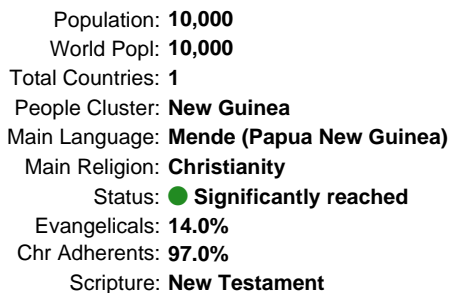 Population: 10,000
World Popl: 10,000
Total Countries: 1
People Cluster: New Guinea
Main Language: Mende (Papua New Guinea)
Main Religion: Christianity
Status: Significantly reached
Evangelicals: 14.0%
Chr Adherents: 97.0%
Scripture: New Testament